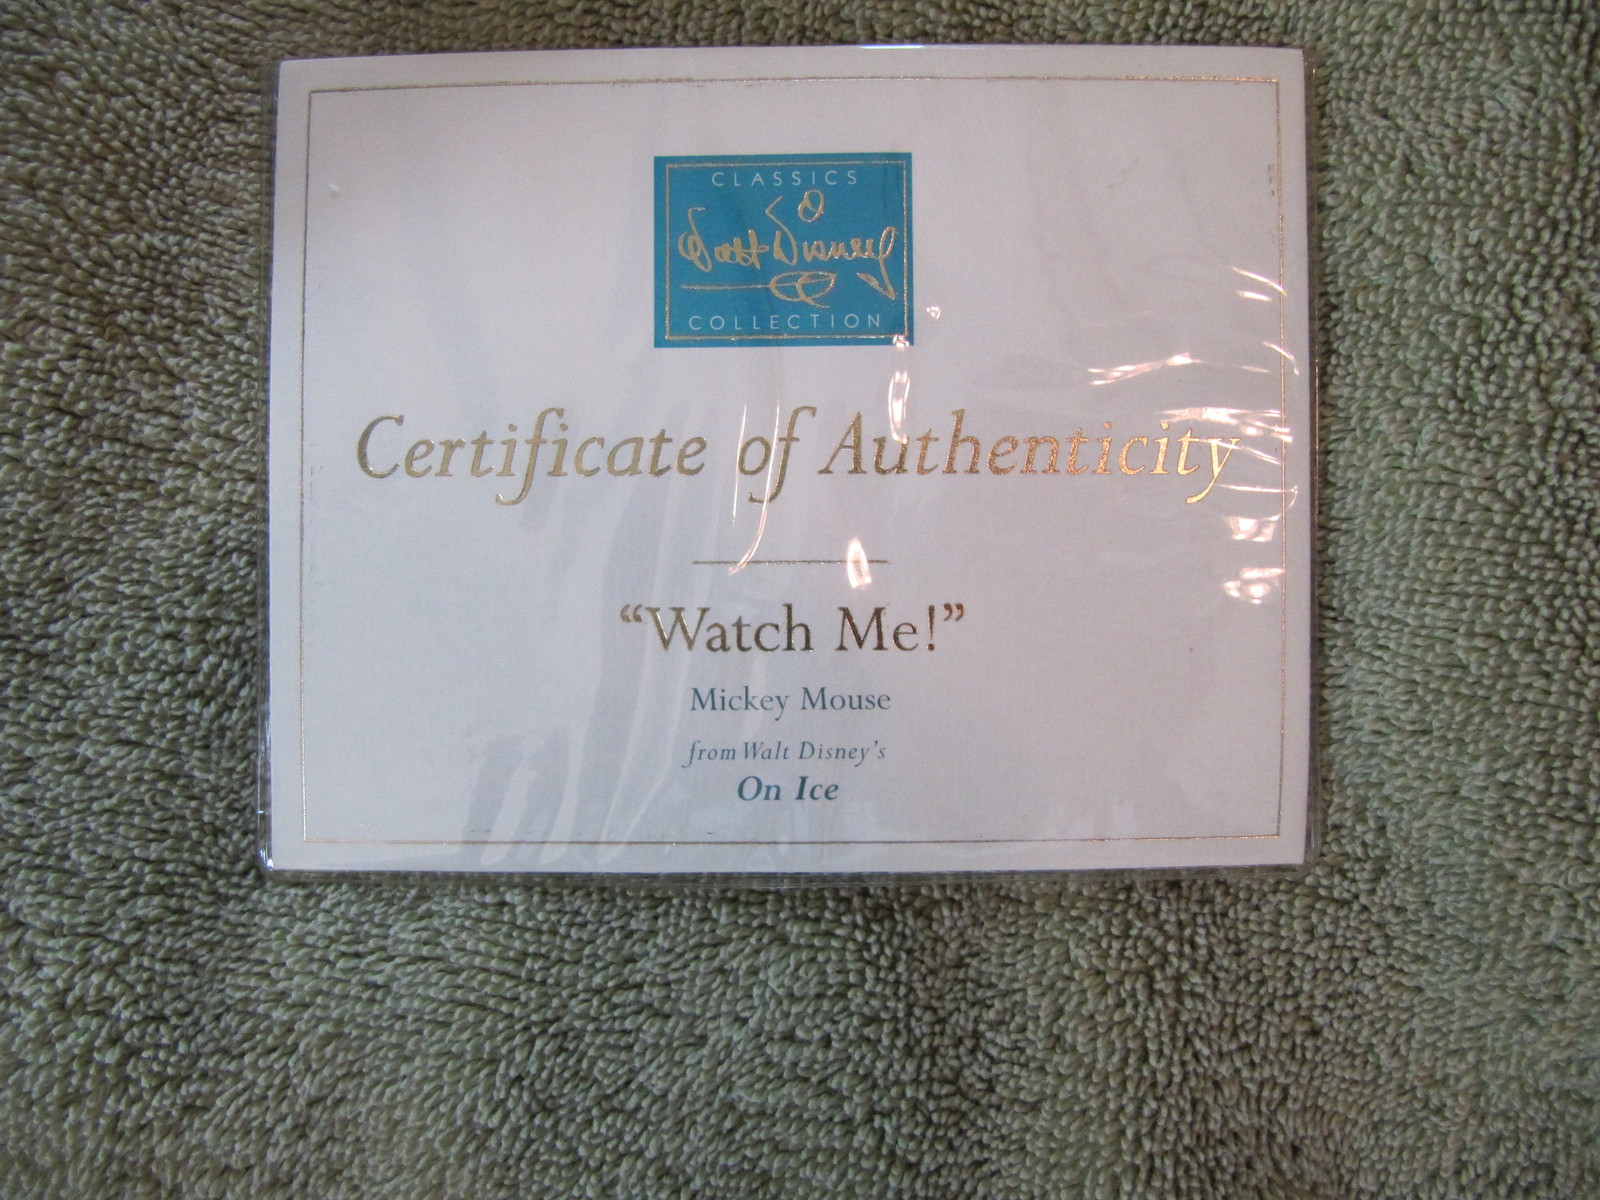 CLASSICS
Walt Disney
COLLECTION
Certificate of Authenticity
“Watch Me!”
Mickey Mouse
from Walt Disney’s
On Ice